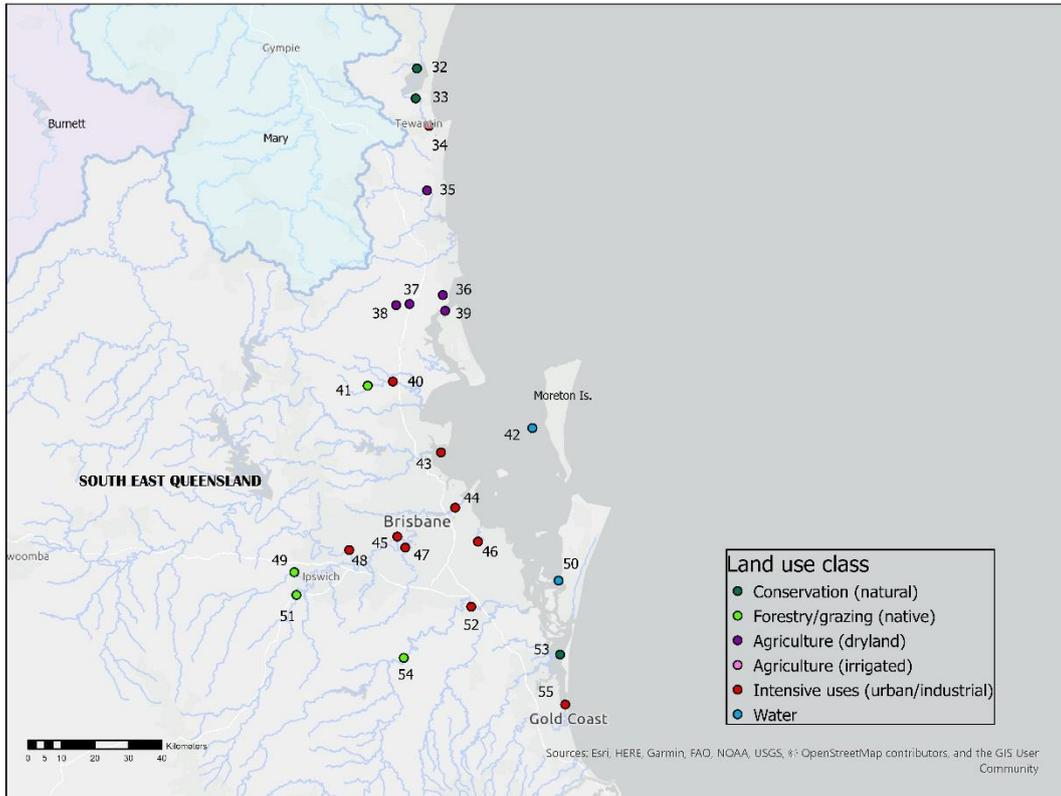 Gympie
32
33
Burnett
Mary
Tewantin
34
35
37
36
38
39
41
40
Moreton Is.
42
43
SOUTH EAST QUEENSLAND
44
Brisbane
45
46
47
48
woomba
49
50
Ipswich
51
52
53
54
55
Gold Coast
Land use class
Conservation (natural)
Forestry/grazing (native)
Agriculture (dryland)
Agriculture (irrigated)
Intensive uses (urban/industrial)
Water
Kilometers
0 5 10 20 30 40
Sources: Esri, HERE, Garmin, FAO, NOAA, USGS, © OpenStreetMap contributors, and the GIS User
Community